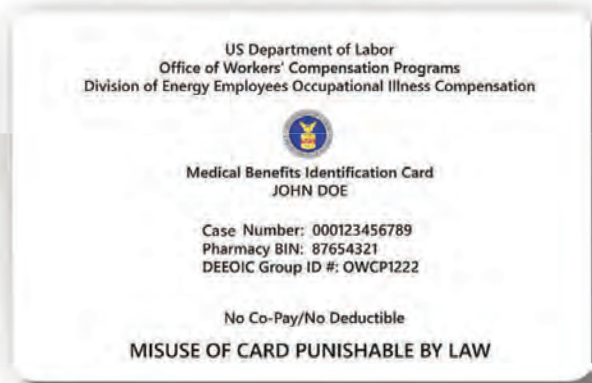 US Department of Labor
Office of Workers' Compensation Programs
Division of Energy Employees Occupational Illness Compensation
Medical Benefits Identification Card
JOHN DOE
Case Number: 000123456789
Pharmacy BIN: 87654321
DEEOIC Group ID #: OWCP1222
No Co-Pay/No Deductible
MISUSE OF CARD PUNISHABLE BY LAW